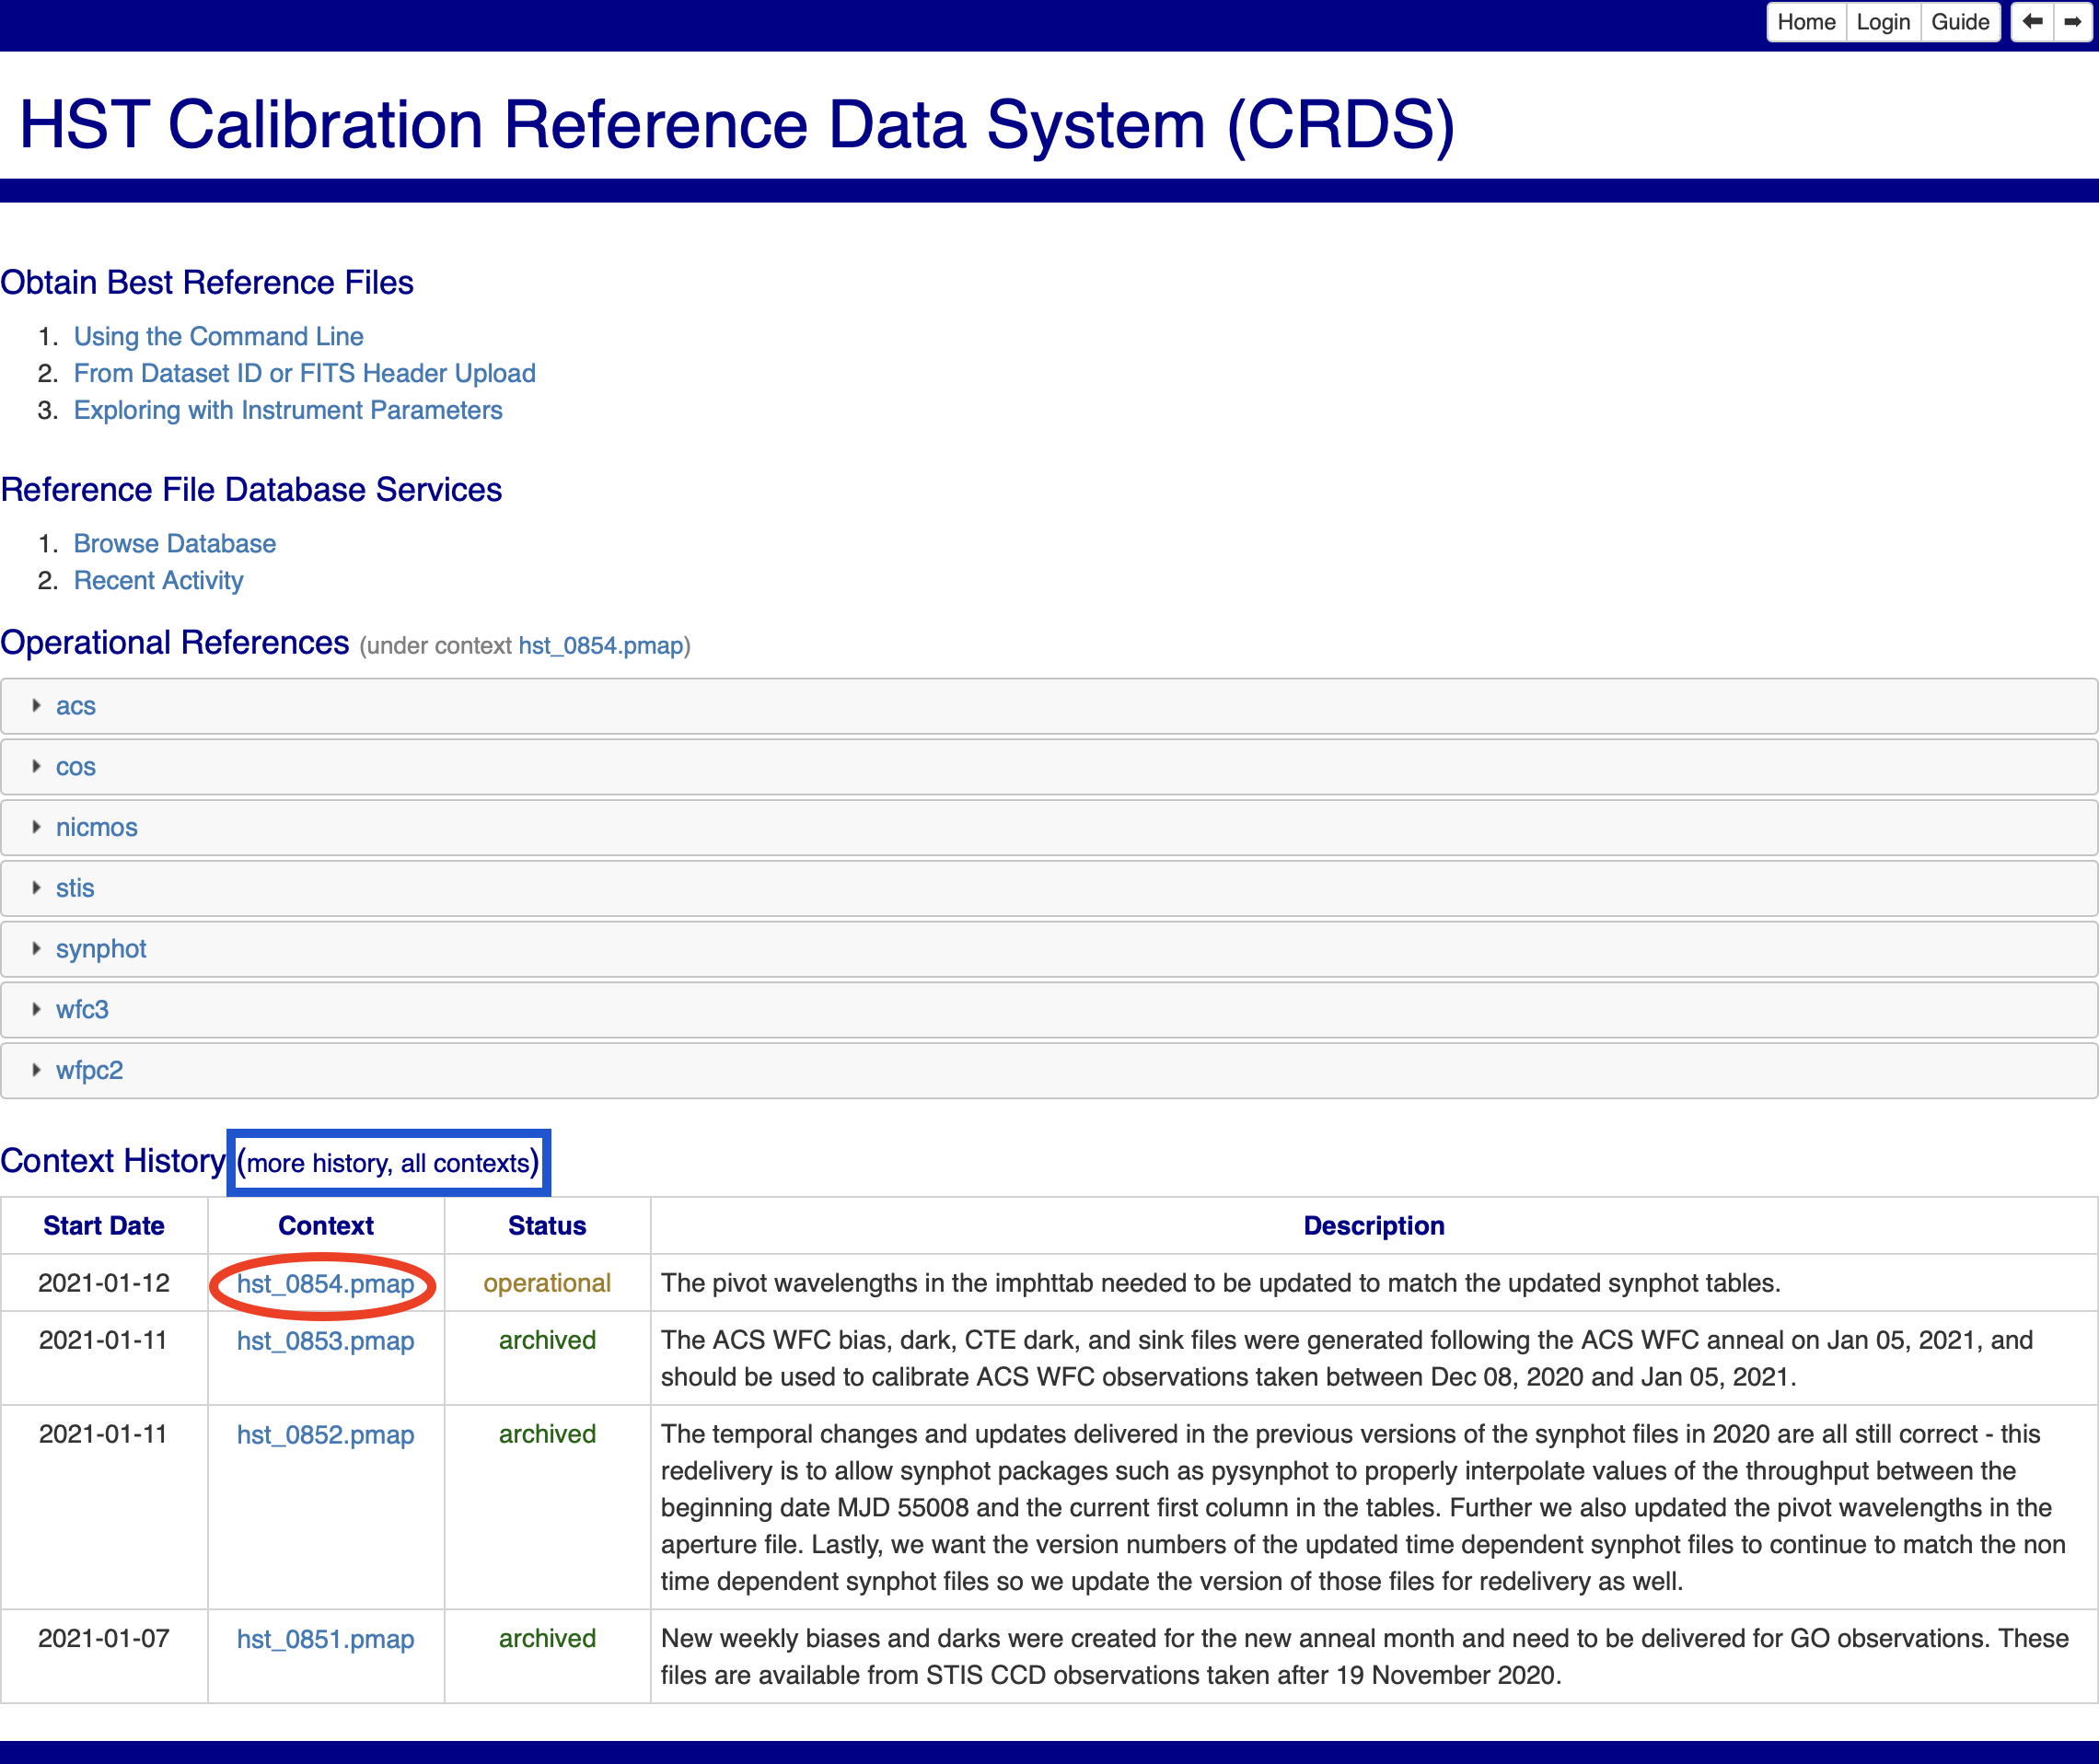 Home Login Guide
HST Calibration Reference Data System (CRDS)
Obtain Best Reference Files
1. Using the Command Line
2. From Dataset ID or FITS Header Upload
3. Exploring with Instrument Parameters
Reference File Database Services
1. Browse Database
2. Recent Activity
Operational References (under context hst_0854.pmap)
acs
cos
nicmos
stis
synphot
wfc3
wfpc2
Context History (more history, all contexts)
Start Date Context Status Description
2021-01-12 hst_0854.pmap operational The pivot wavelengths in the imphttab needed to be updated to match the updated synphot tables.
2021-01-11 hst_0853.pmap archived The ACS WFC bias, dark, CTE dark, and sink files were generated following the ACS WFC anneal on Jan 05, 2021, and
should be used to calibrate ACS WFC observations taken between Dec 08, 2020 and Jan 05, 2021.
2021-01-11 hst_0852.pmap archived The temporal changes and updates delivered in the previous versions of the synphot files in 2020 are all still correct - this
redelivery is to allow synphot packages such as pysynphot to properly interpolate values of the throughput between the
beginning date MJD 55008 and the current first column in the tables. Further we also updated the pivot wavelengths in the
aperture file. Lastly, we want the version numbers of the updated time dependent synphot files to continue to match the non
time dependent synphot files so we update the version of those files for redelivery as well.
2021-01-07 hst_0851.pmap archived New weekly biases and darks were created for the new anneal month and need to be delivered for GO observations. These
files are available from STIS CCD observations taken after 19 November 2020.